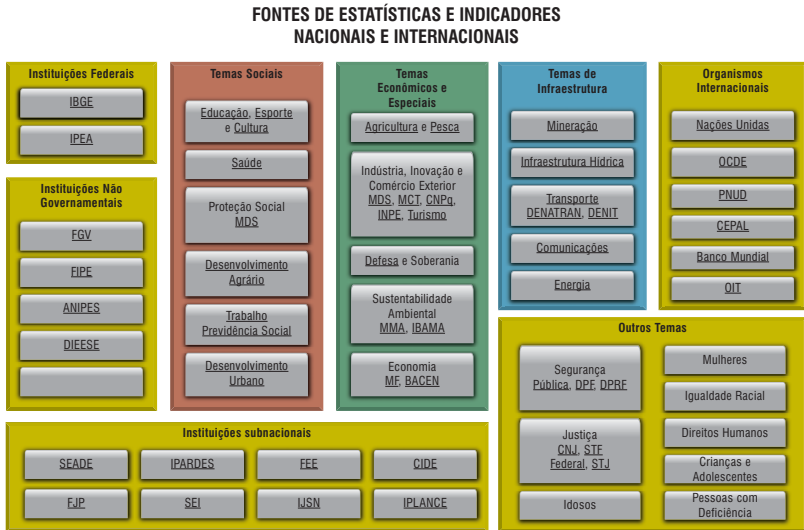 FONTES DE ESTATÍSTICAS E INDICADORES
NACIONAIS E INTERNACIONAIS
Instituições Federais
IBGE
IPEA
Instituições Não
Governamentais
FGV
FIPE
ANIPES
DIEESE
Temas Sociais
Educação, Esporte
e Cultura
Saúde
Proteção Social
MDS
Desenvolvimento
Agrário
Trabalho
Previdência Social
Desenvolvimento
Urbano
Temas
Econômicos e
Especiais
Agricultura e Pesca
Indústria, Inovação e
Comércio Exterior
MDS, MCT, CNPq,
INPE, Turismo
Defesa e Soberania
Sustentabilidade
Ambiental
MMA, IBAMA
Economia
MF, BACEN
Temas de
Infraestrutura
Mineração
Infraestrutura Hídrica
Transporte
DENATRAN, DENIT
Comunicações
Energia
Organismos
Internacionais
Nações Unidas
OCDE
PNUD
CEPAL
Banco Mundial
OIT
Outros Temas
Segurança
Pública, DPF, DPRF
Justiça
CNJ, STF
Federal, STJ
Idosos
Mulheres
Igualdade Racial
Direitos Humanos
Crianças e
Adolescentes
Pessoas com
Deficiência
Instituições subnacionais
SEADE
IPARDES
FEE
CIDE
FJP
SEI
IJSN
IPLANCE